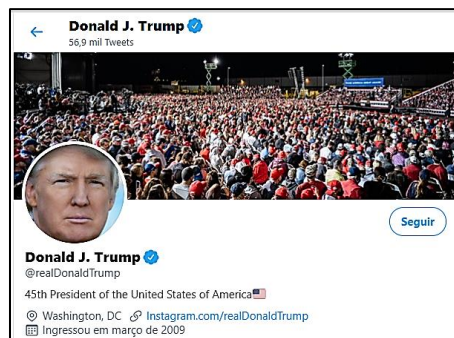 Donald J. Trump
56,9 mil Tweets
Seguir
Donald J. Trump
@realDonaldTrump
45th President of the United States of America🇺🇸
Washington, DC Instagram.com/realDonaldTrump
Ingressou em março de 2009